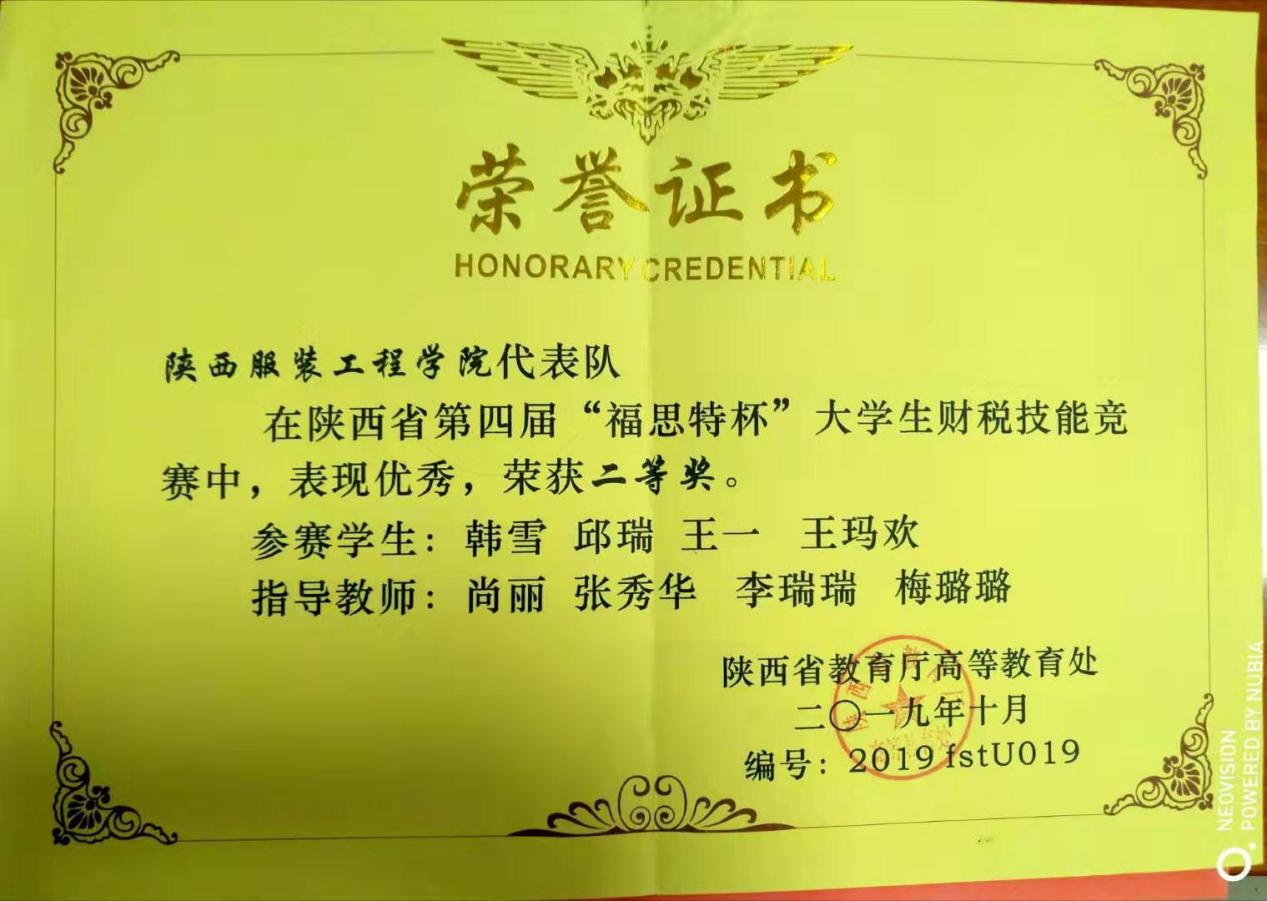 荣誉证书
HONORARY CREDENTIAL
陕西服装工程学院代表队
在陕西省第四届“福思特杯”大学生财税技能竞
赛中，表现优秀，荣获二等奖。
参赛学生：韩雪 邱瑞 王一 王玛欢
指导教师：尚丽 张秀华 李瑞瑞 梅璐璐
陕西省教育厅高等教育处
二〇一九年十月
编号：2019fstU019
NEOVISION
POWERED BY NUBIA